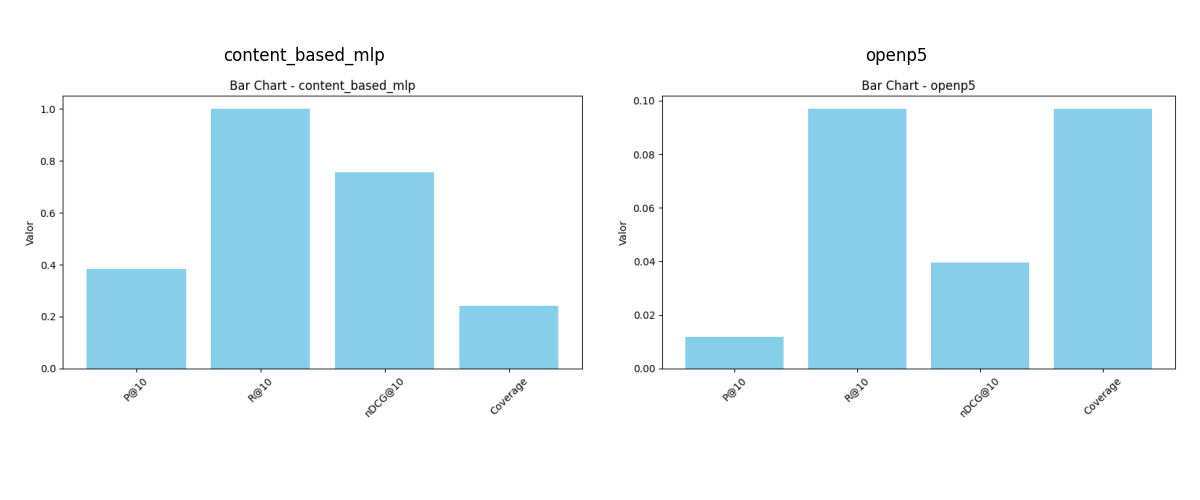 content_based_mlp
Bar Chart - content_based_mlp
Valor
1.0
0.8
0.6
0.4
0.2
0.0
P@10
R@10
nDCG@10
Coverage
openp5
Bar Chart - openp5
Valor
0.10
0.08
0.06
0.04
0.02
0.00
P@10
R@10
nDCG@10
Coverage